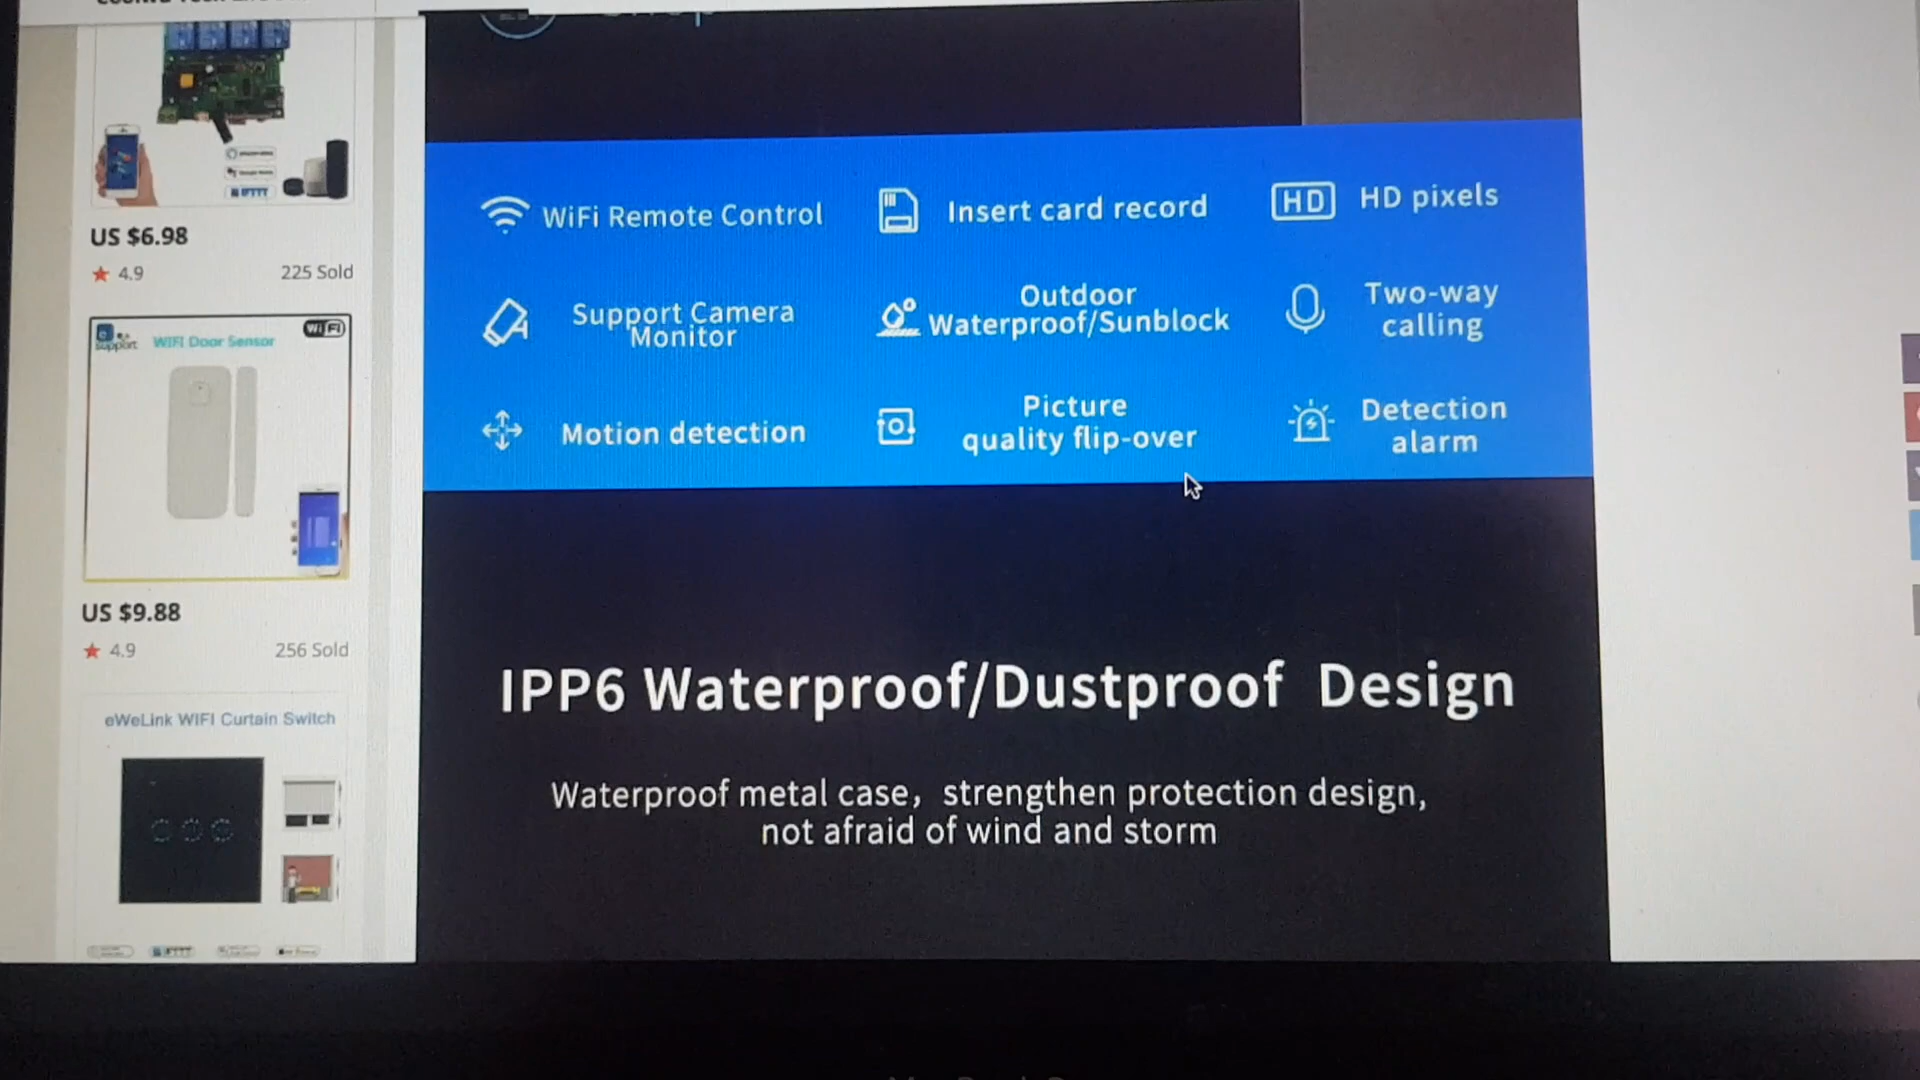 US $6.98
4.9
225 Sold
support
WIFI Door Sensor
WiFi
US $9.88
4.9
256 Sold
eWeLink WIFI Curtain Switch
WiFi Remote Control
Insert card record
HD
HD pixels
Support Camera
Monitor
Outdoor
Waterproof/Sunblock
Two-way
calling
Motion detection
Picture
quality flip-over
Detection
alarm
IPP6 Waterproof/Dustproof Design
Waterproof metal case, strengthen protection design,
not afraid of wind and storm